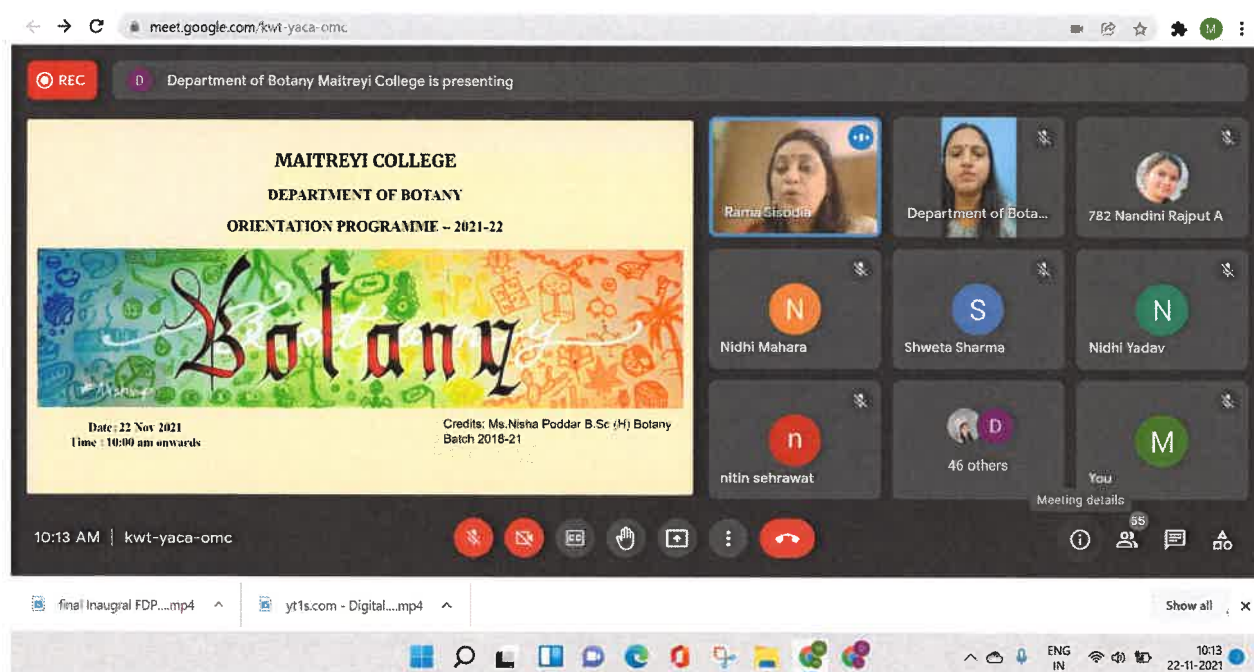 meet.google.com/kwt-yaca-omc
M
REC
D Department of Botany Maitreyi College is presenting
MAITREYI COLLEGE
DEPARTMENT OF BOTANY
ORIENTATION PROGRAMME – 2021-22
Botany
Date: 22 Nov 2021
Time : 10:00 am onwards
Credits: Ms.Nisha Poddar B.Sc (H) Botany
Batch 2018-21
Rama Sisodia
Department of Bota...
782 Nandini Rajput A
N
Nidhi Mahara
S
Shweta Sharma
N
Nidhi Yadav
n
nitin sehrawat
D
46 others
M
You
Meeting details
10:13 AM | kwt-yaca-omc
CC
55
final Inaugral FDP....mp4
yt1s.com - Digital....mp4
Show all
ENG
IN
10:13
22-11-2021